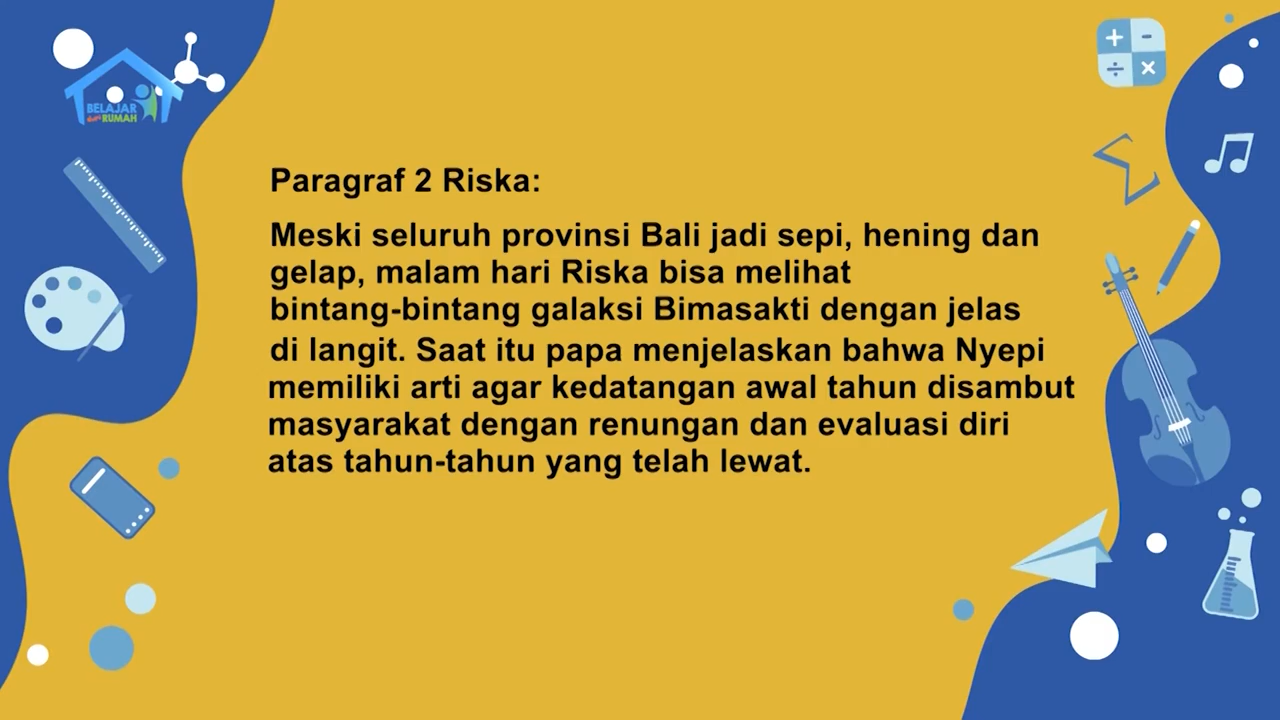 BELAJAR
dari RUMAH
Paragraf 2 Riska:
Meski seluruh provinsi Bali jadi sepi, hening dan
gelap, malam hari Riska bisa melihat
bintang-bintang galaksi Bimasakti dengan jelas
di langit. Saat itu papa menjelaskan bahwa Nyepi
memiliki arti agar kedatangan awal tahun disambut
masyarakat dengan renungan dan evaluasi diri
atas tahun-tahun yang telah lewat.